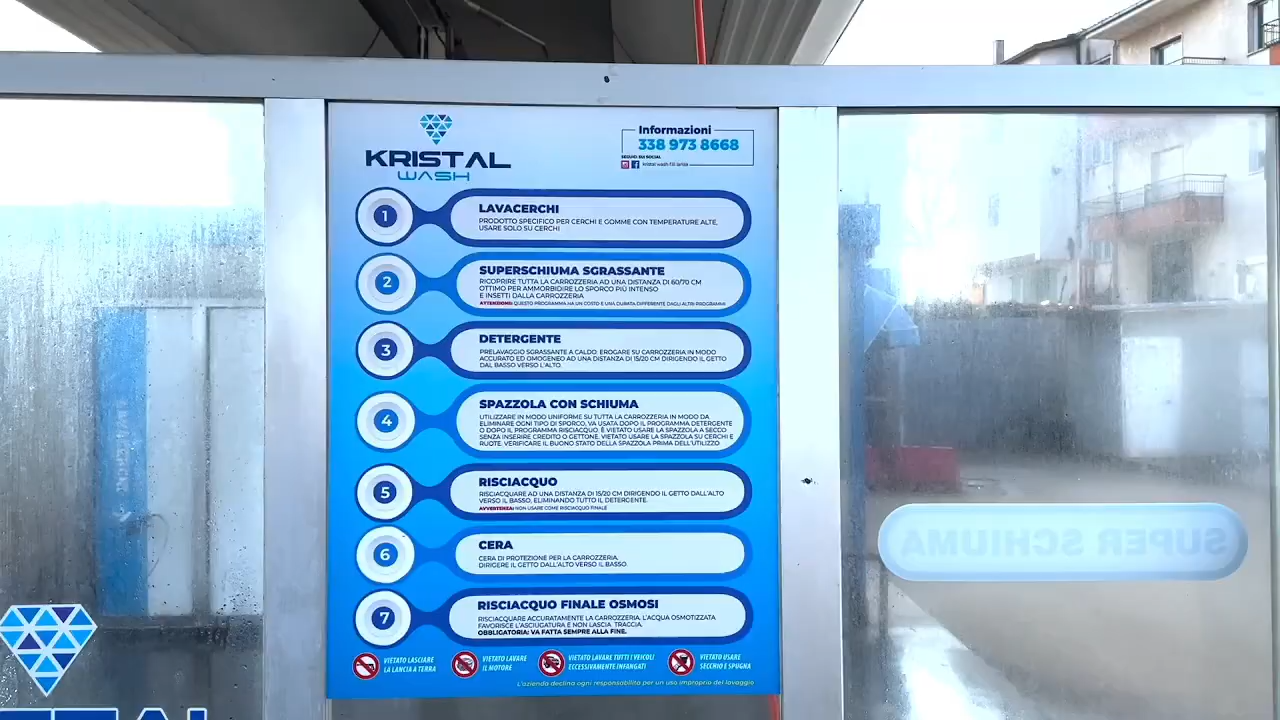 KRISTAL
WASH
Informazioni
338 973 8668
SEGUICI SUI SOCIAL
kristal wash f.lli
1
LAVACERCHI
PRODOTTO SPECIFICO PER CERCHI E GOMME CON TEMPERATURE ALTE,
USARE SOLO SU CERCHI
2
SUPERSCHIUMA SGRASSANTE
RICOPRIRE TUTTA LA CARROZZERIA AD UNA DISTANZA DI 60/70 CM
OTTIMO PER AMMORBIDIRE LO SPORCO PIÙ INTENSO
E INSETTI DALLA CARROZZERIA
ATTENZIONE: QUESTO PROGRAMMA HA UN COSTO E UNA DURATA DIFFERENTE DAGLI ALTRI PROGRAMMI
3
DETERGENTE
PRELAVAGGIO SGRASSANTE A CALDO: EROGARE SU CARROZZERIA IN MODO
ACCURATO ED OMOGENEO AD UNA DISTANZA DI 15/20 CM DIRIGENDO IL GETTO
DAL BASSO VERSO L'ALTO.
4
SPAZZOLA CON SCHIUMA
UTILIZZARE IN MODO UNIFORME SU TUTTA LA CARROZZERIA IN MODO DA
ELIMINARE OGNI TIPO DI SPORCO, VA USATA DOPO IL PROGRAMMA DETERGENTE
O DOPO IL PROGRAMMA RISCIACQUO. È VIETATO USARE LA SPAZZOLA A SECCO
SENZA INSERIRE CREDITO O GETTONE. VIETATO USARE LA SPAZZOLA SU CERCHI E
RUOTE. VERIFICARE IL BUONO STATO DELLA SPAZZOLA PRIMA DELL'UTILIZZO.
5
RISCIACQUO
RISCIACQUARE AD UNA DISTANZA DI 15/20 CM DIRIGENDO IL GETTO DALL'ALTO
VERSO IL BASSO, ELIMINANDO TUTTO IL DETERGENTE.
AVVERTENZA: NON USARE COME RISCIACQUO FINALE
6
CERA
CERA DI PROTEZIONE PER LA CARROZZERIA,
DIRIGERE IL GETTO DALL'ALTO VERSO IL BASSO.
7
RISCIACQUO FINALE OSMOSI
RISCIACQUARE ACCURATAMENTE LA CARROZZERIA. L'ACQUA OSMOTIZZATA
FAVORISCE L'ASCIUGATURA E NON LASCIA TRACCIA.
OBBLIGATORIA: VA FATTA SEMPRE ALLA FINE.
VIETATO LASCIARE
LA LANCIA A TERRA
VIETATO LAVARE
IL MOTORE
VIETATO LAVARE TUTTI I VEICOLI
ECCESSIVAMENTE INFANGATI
VIETATO USARE
SECCHIO E SPUGNA
L'azienda declina ogni responsabilità per un uso improprio del lavaggio
SUPER SCHIUMA